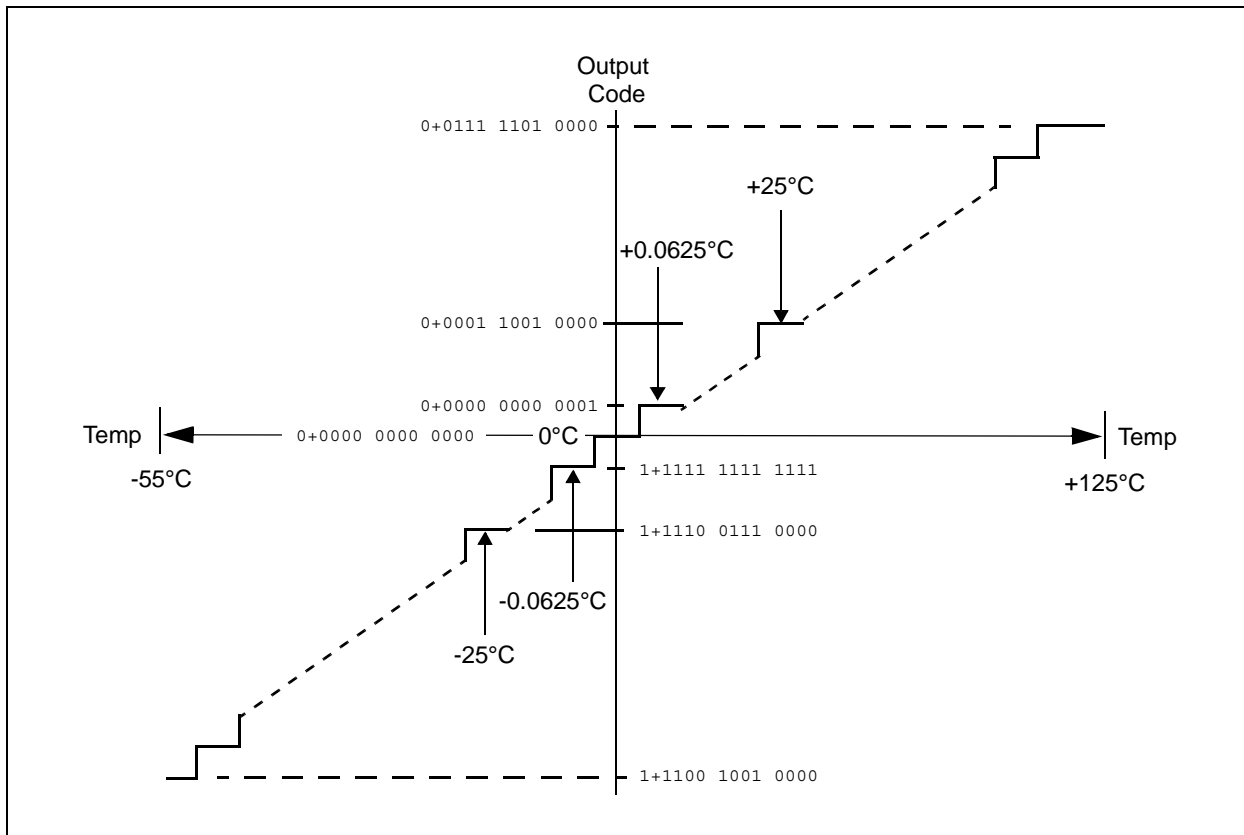 Output
Code
0+0111 1101 0000
+25°C
+0.0625°C
0+0001 1001 0000
0+0000 0000 0001
Temp
0+0000 0000 0000
0°C
Temp
-55°C
1+1111 1111 1111
+125°C
1+1110 0111 0000
-0.0625°C
-25°C
1+1100 1001 0000